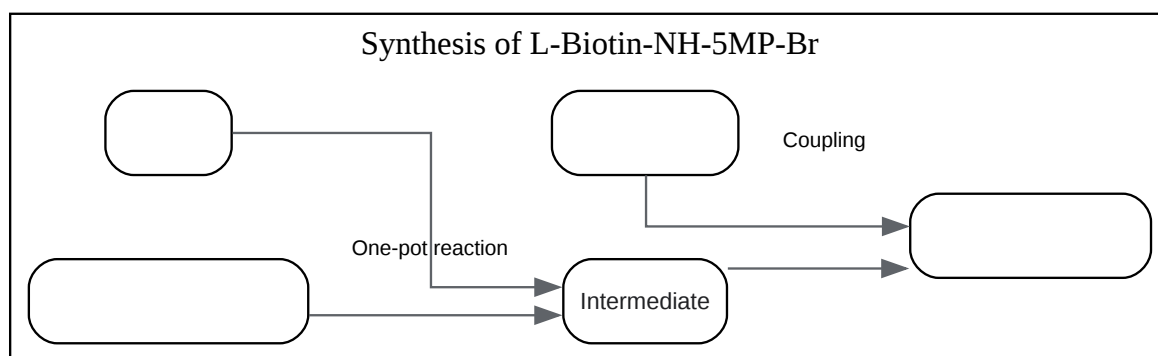 Synthesis of L-Biotin-NH-5MP-Br
Coupling
One-pot reaction
Intermediate